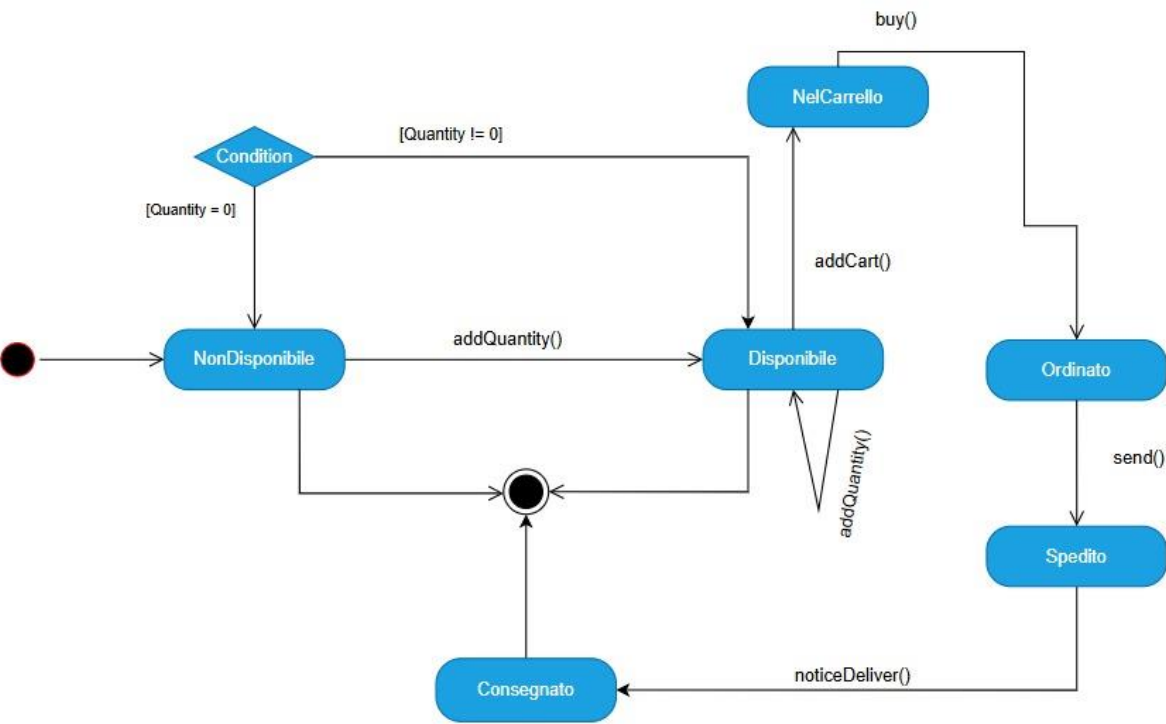 buy()
NelCarrello
[Quantity != 0]
Condition
[Quantity = 0]
addCart()
addQuantity()
NonDisponibile
Disponibile
Ordinato
addQuantity()
send()
Spedito
noticeDeliver()
Consegnato